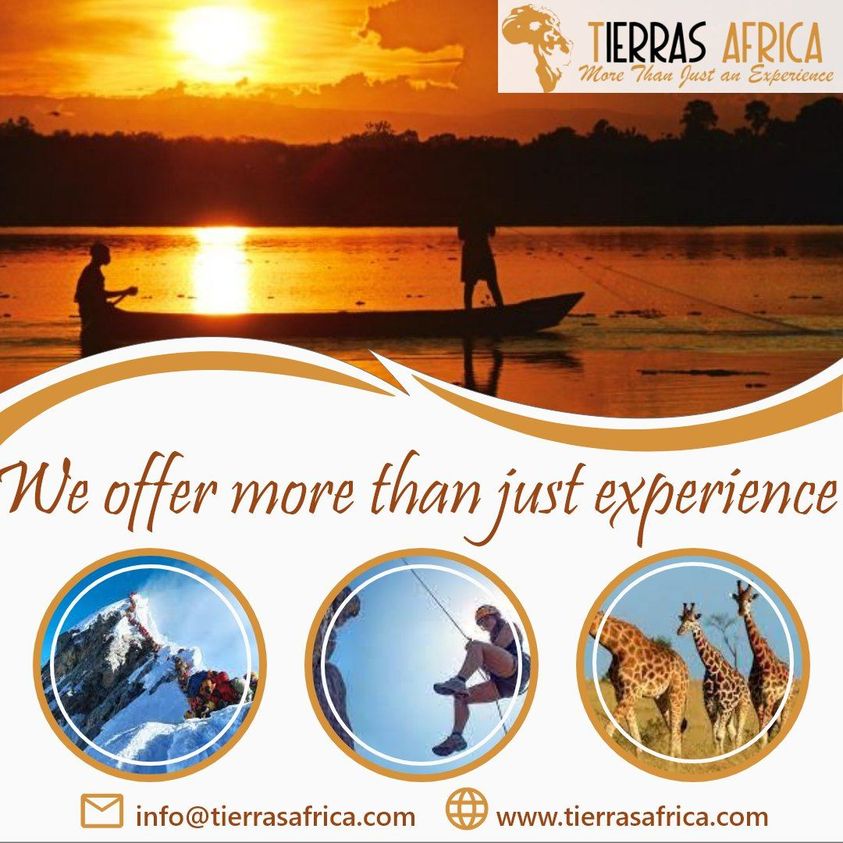 TIERRAS AFRICA
More Than Just an Experience
We offer more than just experience
info@tierrasafrica.com
www.tierrasafrica.com